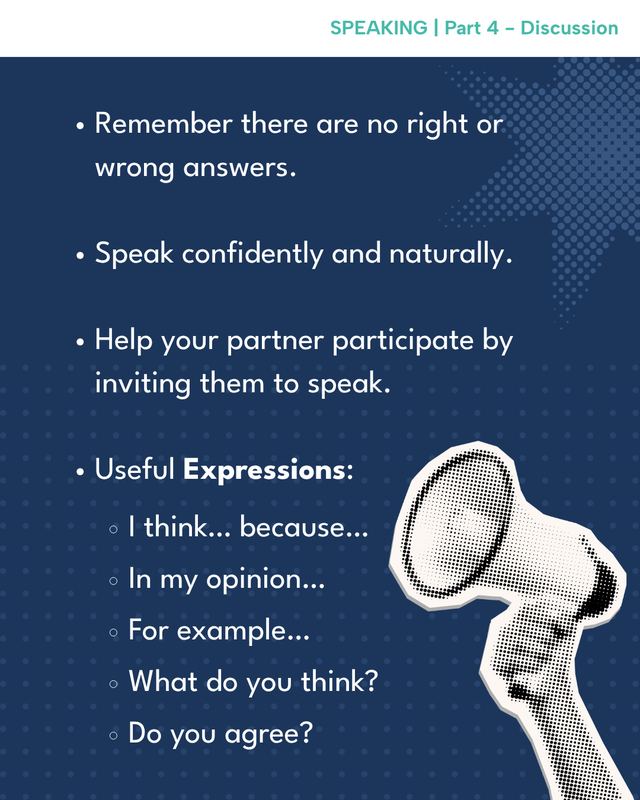 SPEAKING | Part 4 – Discussion
• Remember there are no right or
wrong answers.
• Speak confidently and naturally.
• Help your partner participate by
inviting them to speak.
• Useful Expressions:
◦ I think... because...
◦ In my opinion...
◦ For example...
◦ What do you think?
◦ Do you agree?